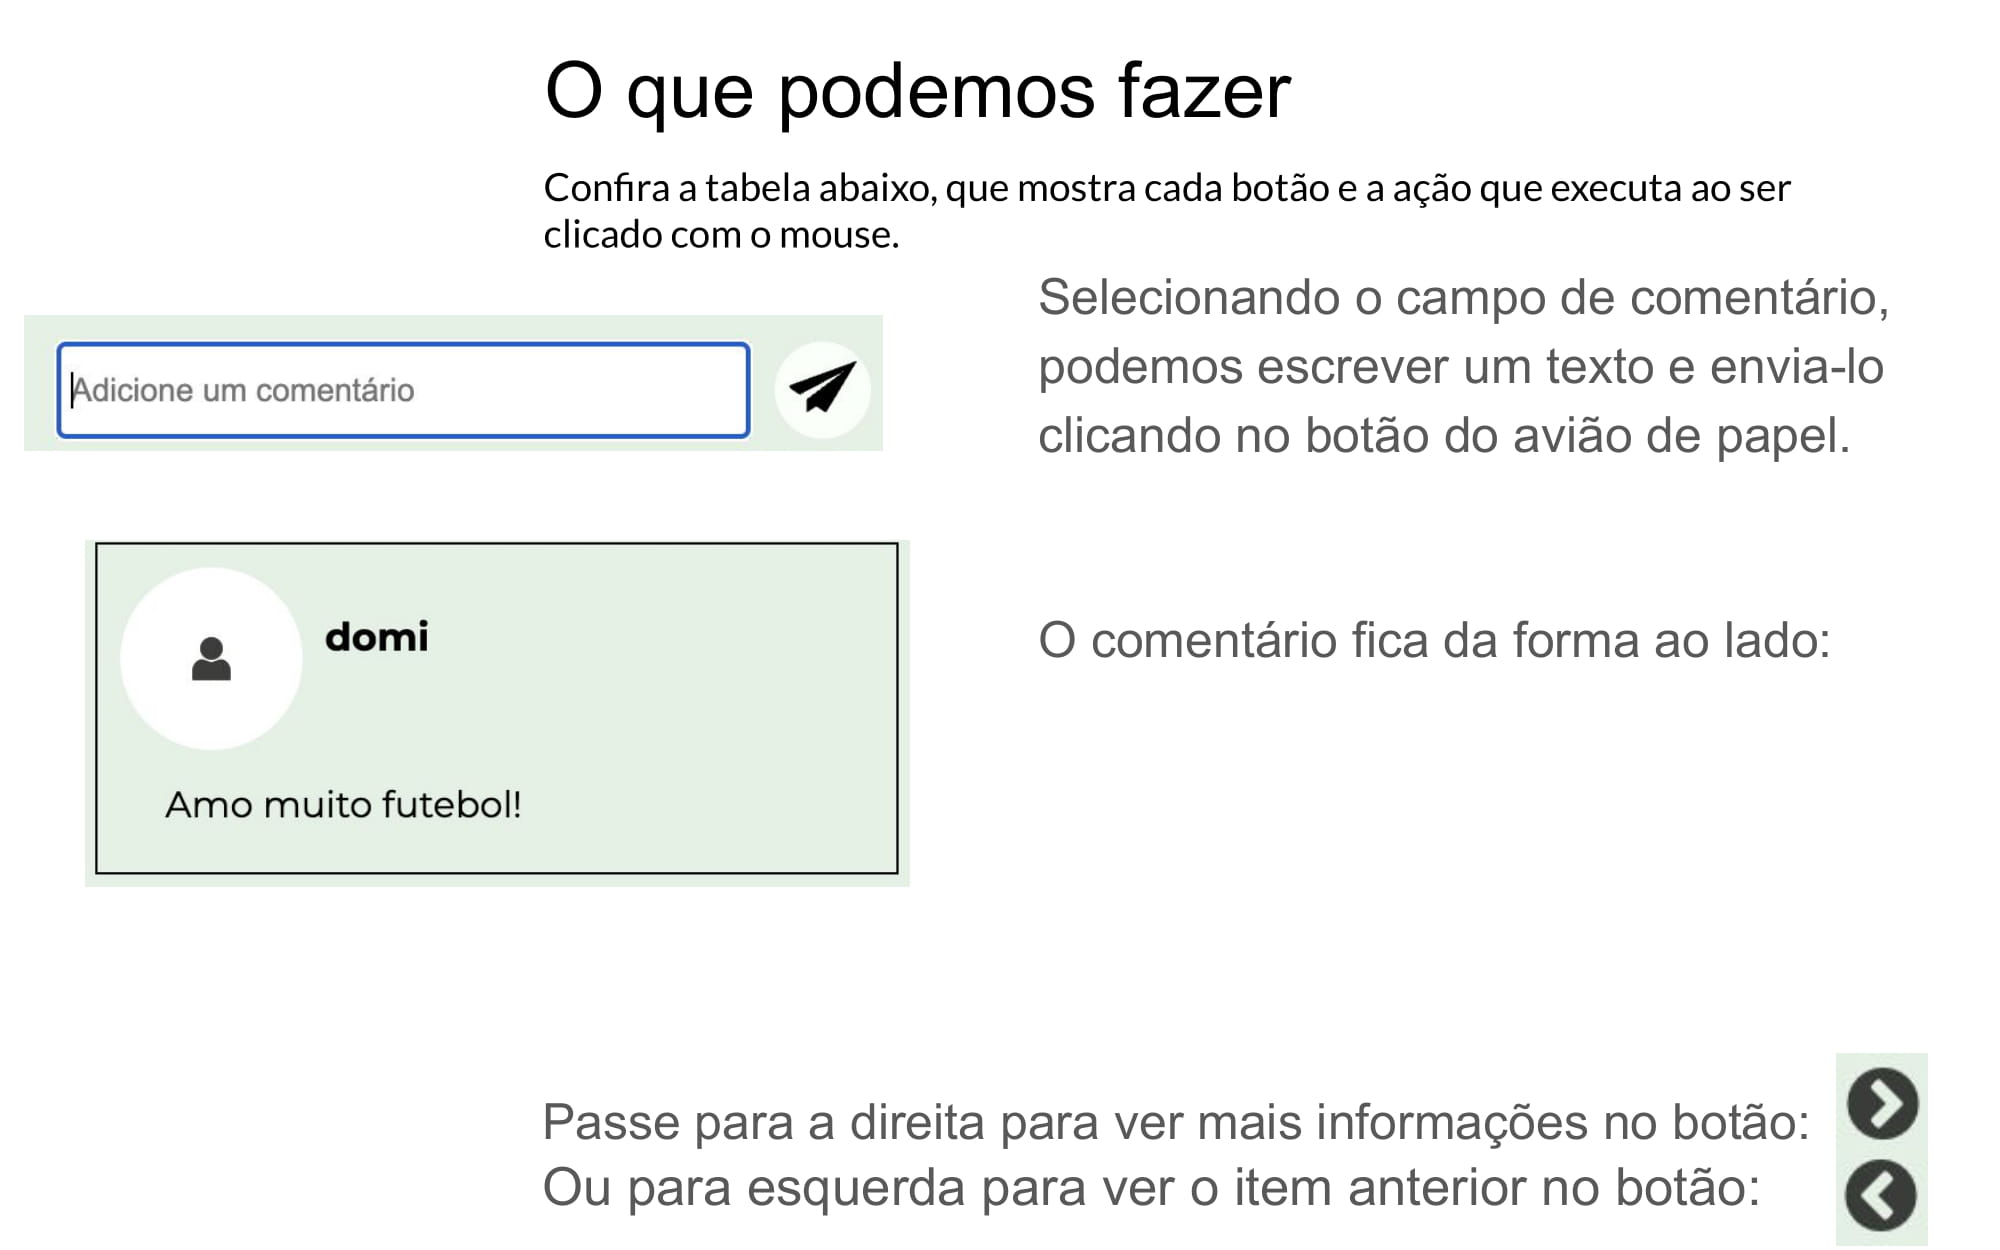 O que podemos fazer
Confira a tabela abaixo, que mostra cada botão e a ação que executa ao ser
clicado com o mouse.
Adicione um comentário
Selecionando o campo de comentário,
podemos escrever um texto e envia-lo
clicando no botão do avião de papel.
domi
Amo muito futebol!
O comentário fica da forma ao lado:
Passe para a direita para ver mais informações no botão:
Ou para esquerda para ver o item anterior no botão: